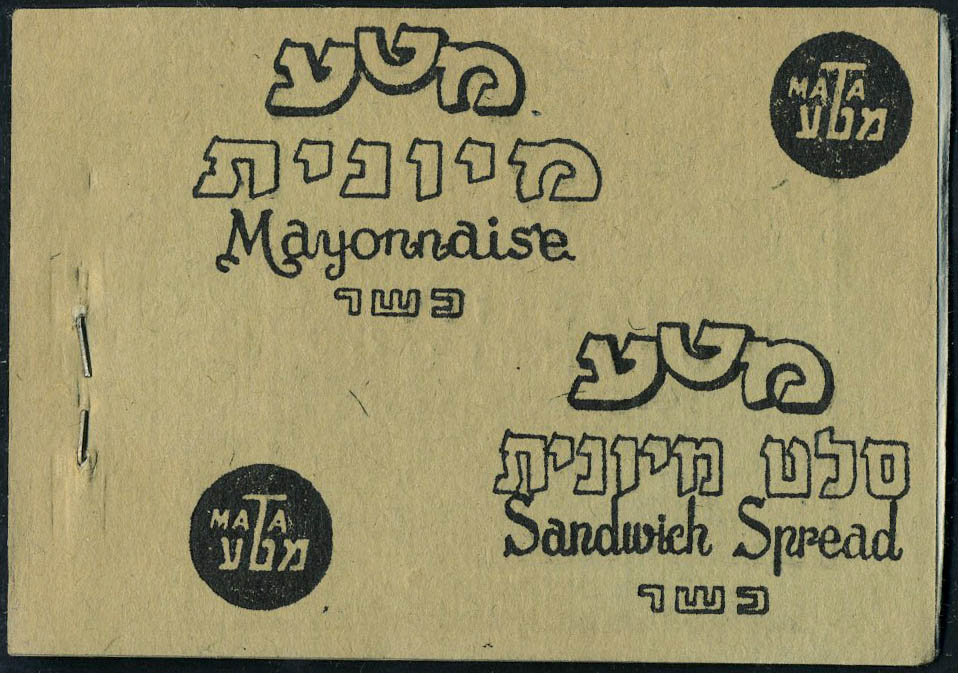 מטע
מיונית
Mayonnaise
כשר
MATA
מטע
מטע
סלט מיונית
Sandwich Spread
כשר
MATA
מטע